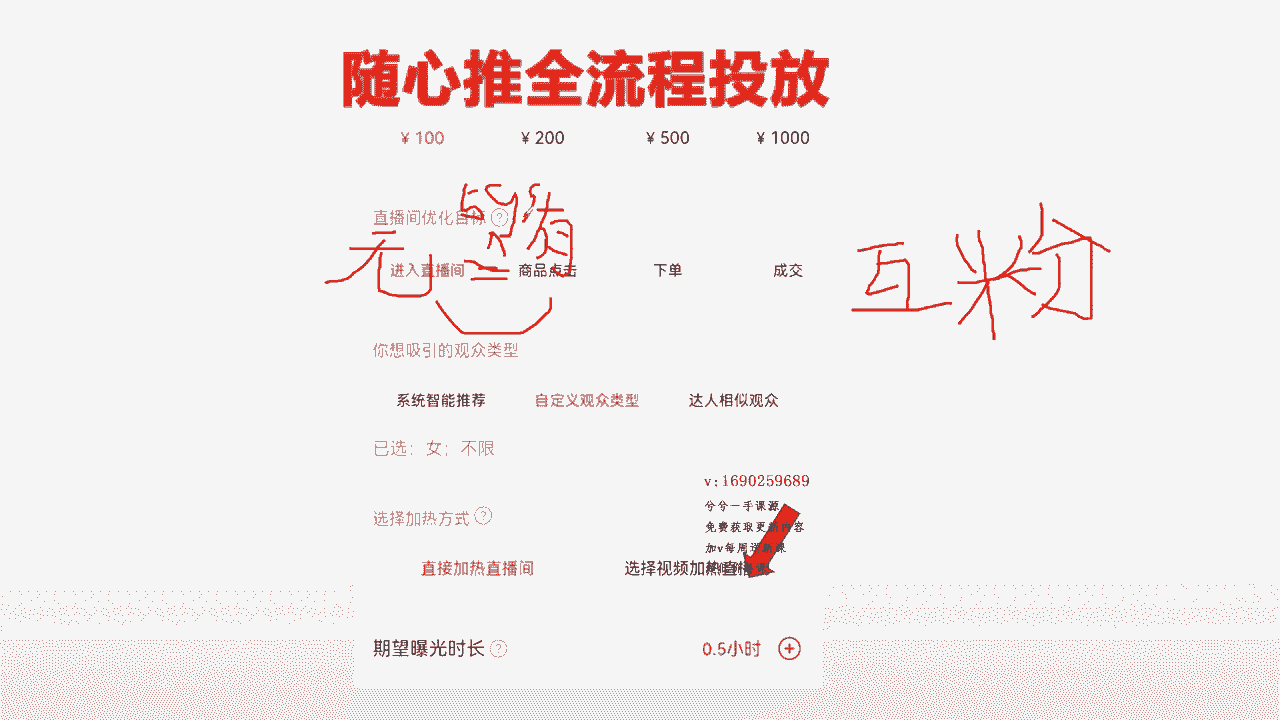 随心推全流程投放
¥ 100 ¥ 200 ¥ 500 ¥ 1000
直播间优化目标 ?
进入直播间 商品点击 下单 成交
互粉
你想吸引的观众类型
系统智能推荐 自定义观众类型 达人相似观众
已选：女；不限
v:1690259689
兮兮一手课源
选择加热方式 ?
免费获取更新内容
加v每周
直接加热直播间 选择视频加热直播
期望曝光时长 ? 0.5小时 +